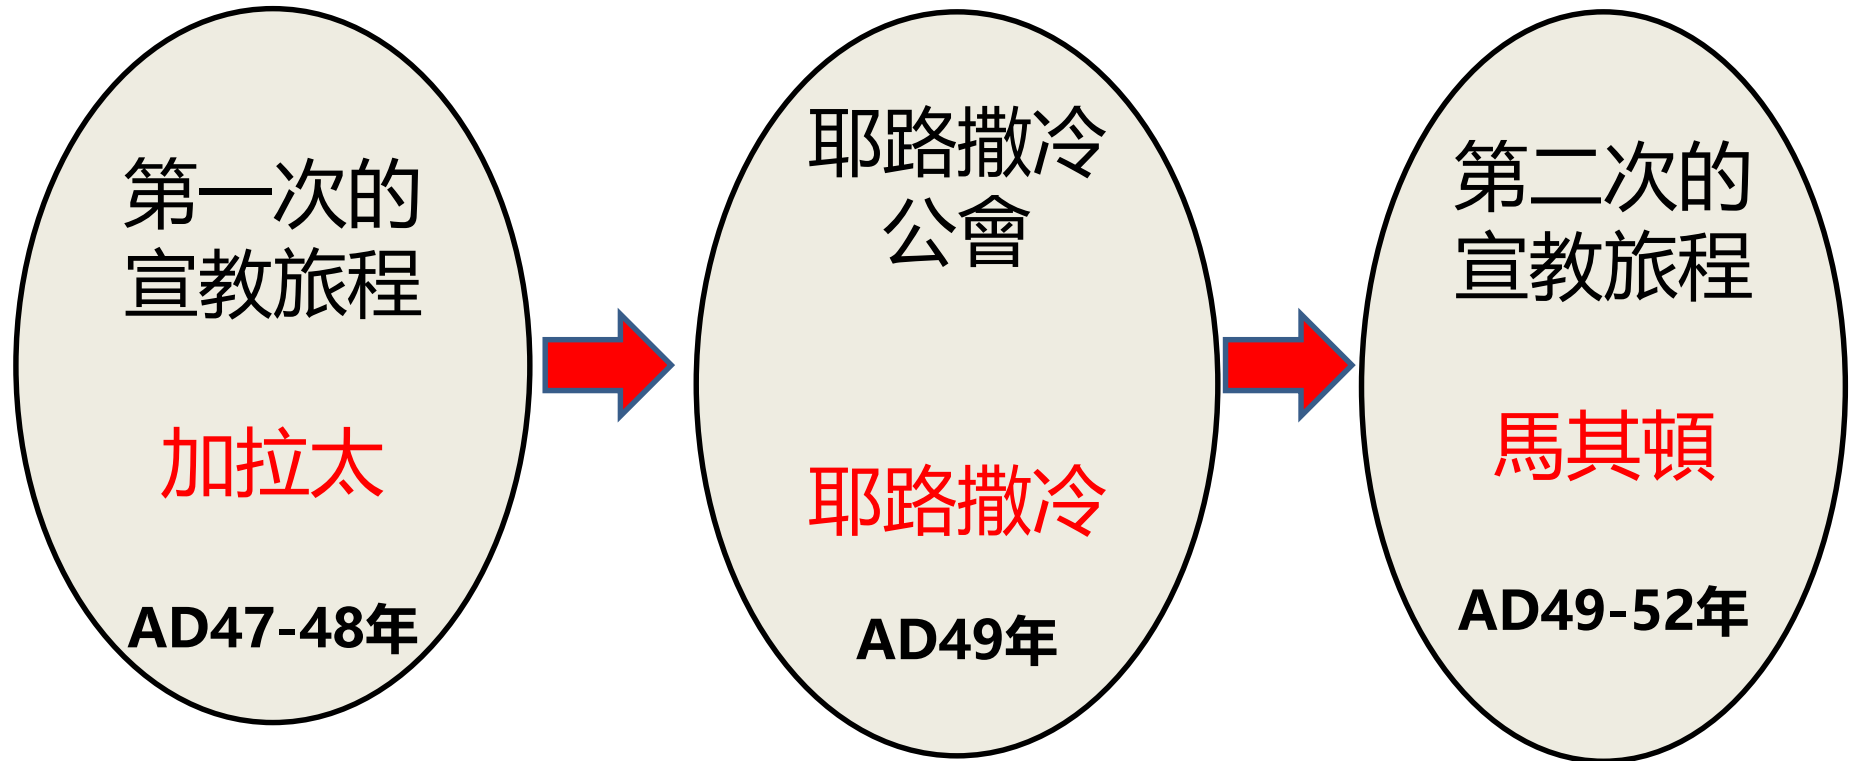 第一次的
宣教旅程
加拉太
AD47-48年
耶路撒冷
公會
耶路撒冷
AD49年
第二次的
宣教旅程
馬其頓
AD49-52年